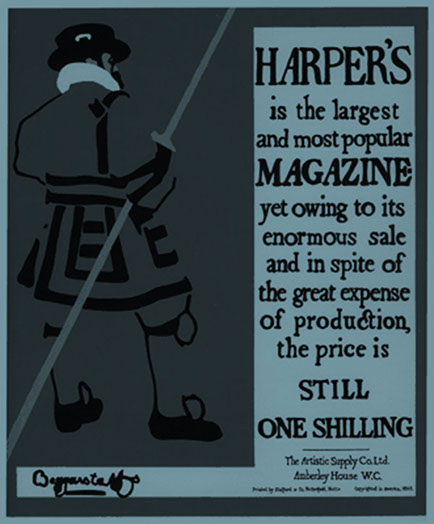 HARPER'S
is the largest
and most popular
MAGAZINE
yet owing to its
enormous sale
and in spite of
the great expense
of production,
the price is
STILL
ONE SHILLING
The Artistic Supply Co. Ltd.
Amberley House W.C.
Printed by Stafford & Co. Netherfield, Notts
Copyrighted in America,
Beggarstaffs